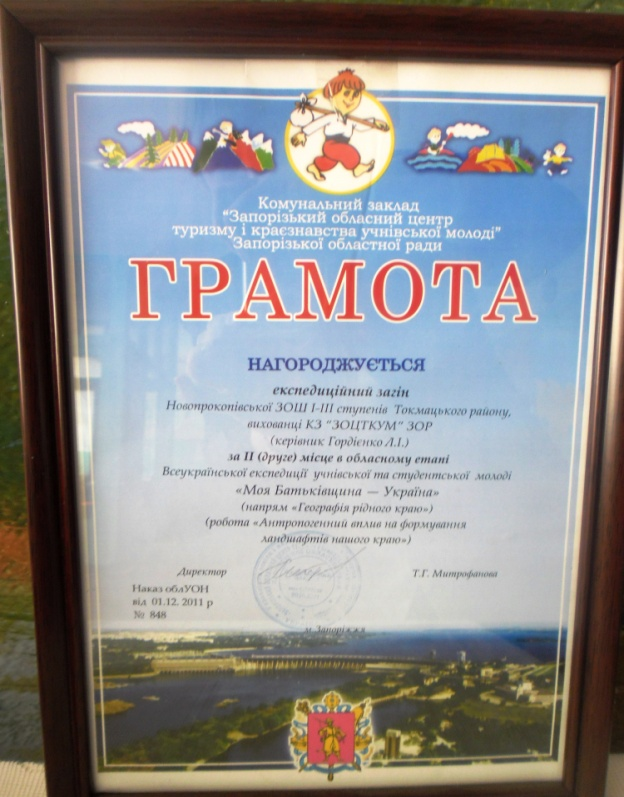 Комунальний заклад
"Запорізький обласний центр
туризму і краєзнавства учнівської молоді"
Запорізької областної ради
ГРАМОТА
НАГОРОДЖУЄТЬСЯ
експедиційний загін
Новопрокопівської ЗОШ І-ІІІ ступенів Токмацького району,
вихованці КЗ "ЗОЦТКУМ" ЗОР
(керівник Гордієнко Л.І.)
за ІІ (друге) місце в обласному етапі
Всеукраїнської експедиції учнівської та студентської молоді
«Моя Батьківщина — Україна»
(напрям «Географія рідного краю»)
(робота «Антропогенний вплив на формування
ландшафтів нашого краю»)
Директор Т.Г. Митрофанова
Наказ облУОН
від 01.12. 2011 р
№ 848
м. Запоріжжя